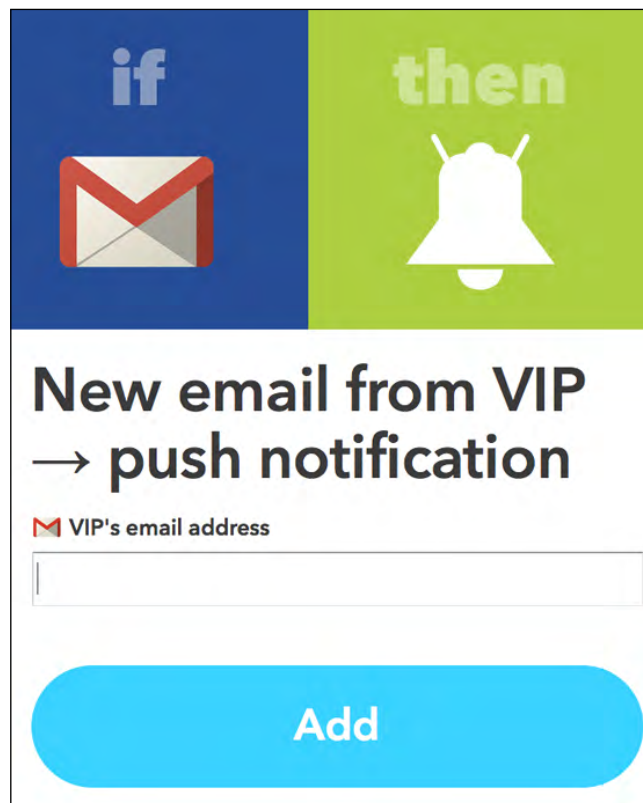 if
then
New email from VIP
→ push notification
VIP's email address
Add